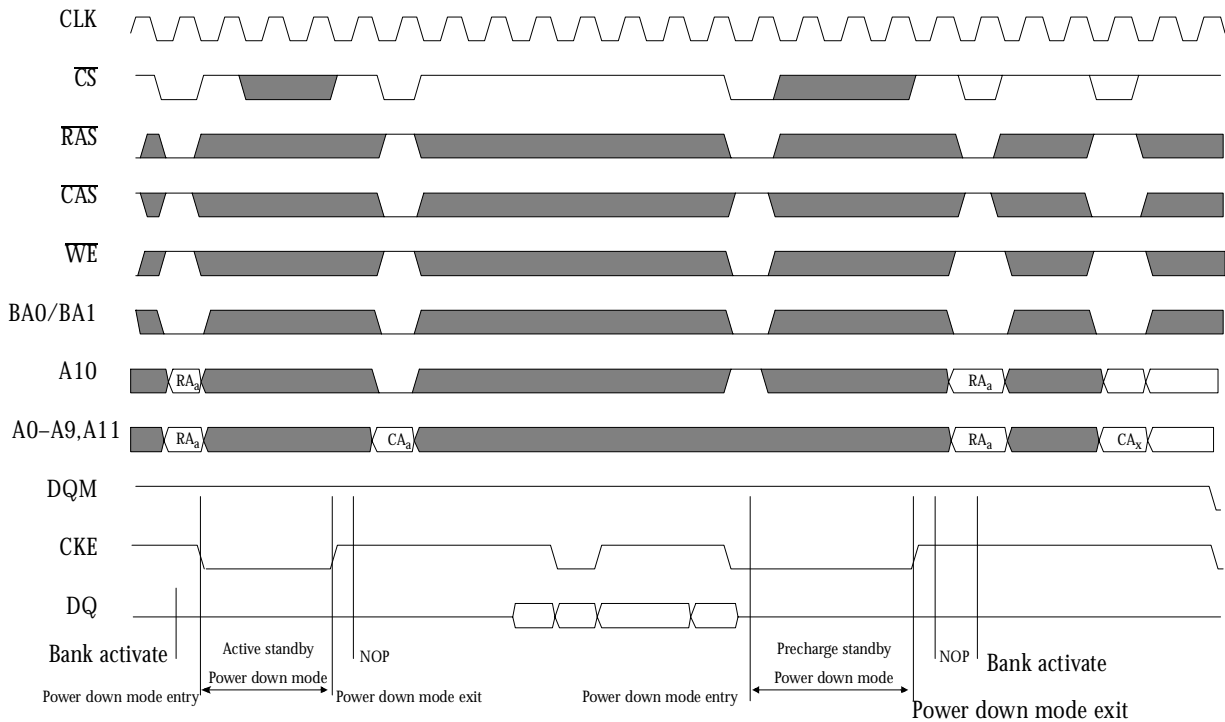 CLK
CS
RAS
CAS
WE
BA0/BA1
A10
RAₐ
RAₐ
A0–A9,A11
RAₐ
CAₐ
RAₐ
CAₓ
DQM
CKE
DQ
Bank activate
Active standby
NOP
Precharge standby
NOP
Bank activate
Power down mode entry
Power down mode
Power down mode exit
Power down mode entry
Power down mode
Power down mode exit